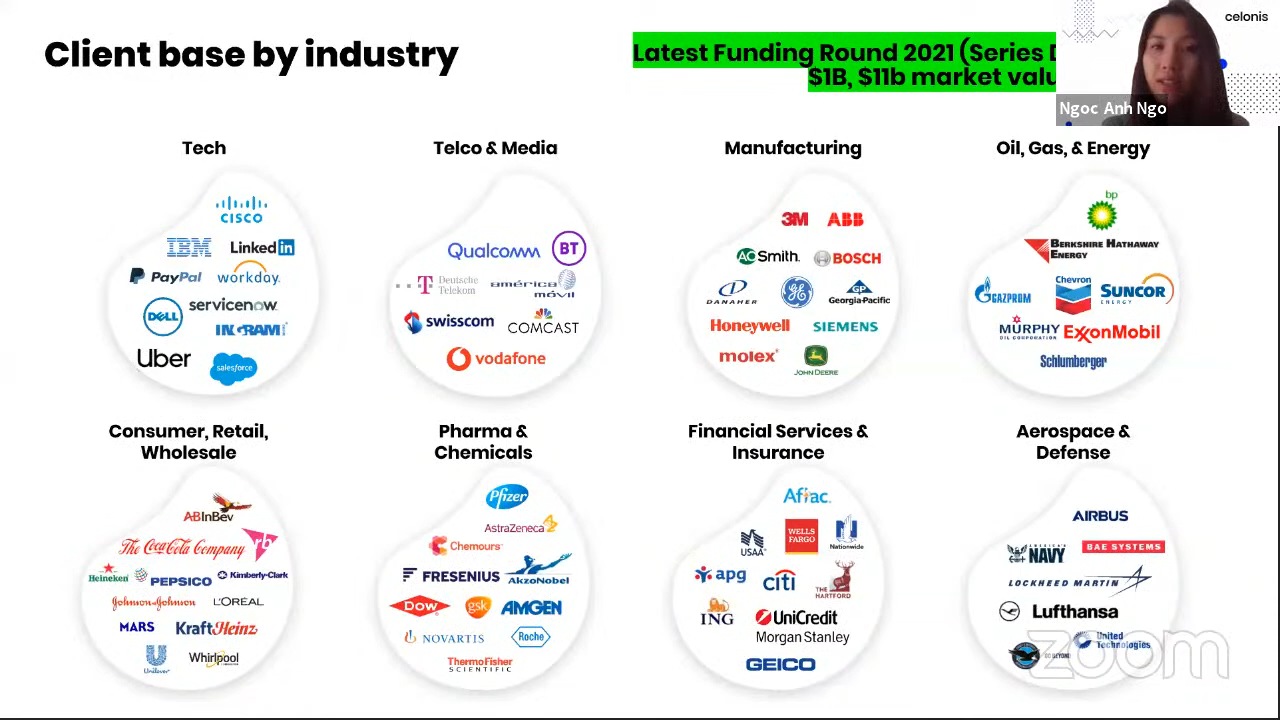 celonis
Client base by industry
Latest Funding Round 2021 (Series D
$1B, $11b market valu
Ngoc Anh Ngo
Tech
Telco & Media
Manufacturing
Oil, Gas, & Energy
CISCO
IBM
Linked in
PayPal
workday.
servicenow
DELL
INGRAM
Uber
salesforce
Qualcomm
BT
T Deutsche
Telekom
américa
móvil
swisscom
COMCAST
vodafone
3M
ABB
AO Smith.
BOSCH
DANAHER
GE
GP
Georgia-Pacific
Honeywell
SIEMENS
molex
JOHN DEERE
bp
BERKSHIRE HATHAWAY
ENERGY
GAZPROM
Chevron
SUNCOR
ENERGY
MURPHY
OIL CORPORATION
ExxonMobil
Schlumberger
Consumer, Retail,
Wholesale
Pharma &
Chemicals
Financial Services &
Insurance
Aerospace &
Defense
ABInBev
The Coca-Cola Company
Heineken
PEPSICO
Kimberly-Clark
Johnson & Johnson
L'ORÉAL
MARS
KraftHeinz
Unilever
Whirlpool
Pfizer
AstraZeneca
Chemours
FRESENIUS
AkzoNobel
DOW
gsk
AMGEN
NOVARTIS
Roche
ThermoFisher
SCIENTIFIC
Aflac
USAA
WELLS
FARGO
Nationwide
apg
citi
THE
HARTFORD
ING
UniCredit
Morgan Stanley
GEICO
AIRBUS
AMERICA'S
NAVY
BAE SYSTEMS
LOCKHEED MARTIN
Lufthansa
United
Technologies
zoom